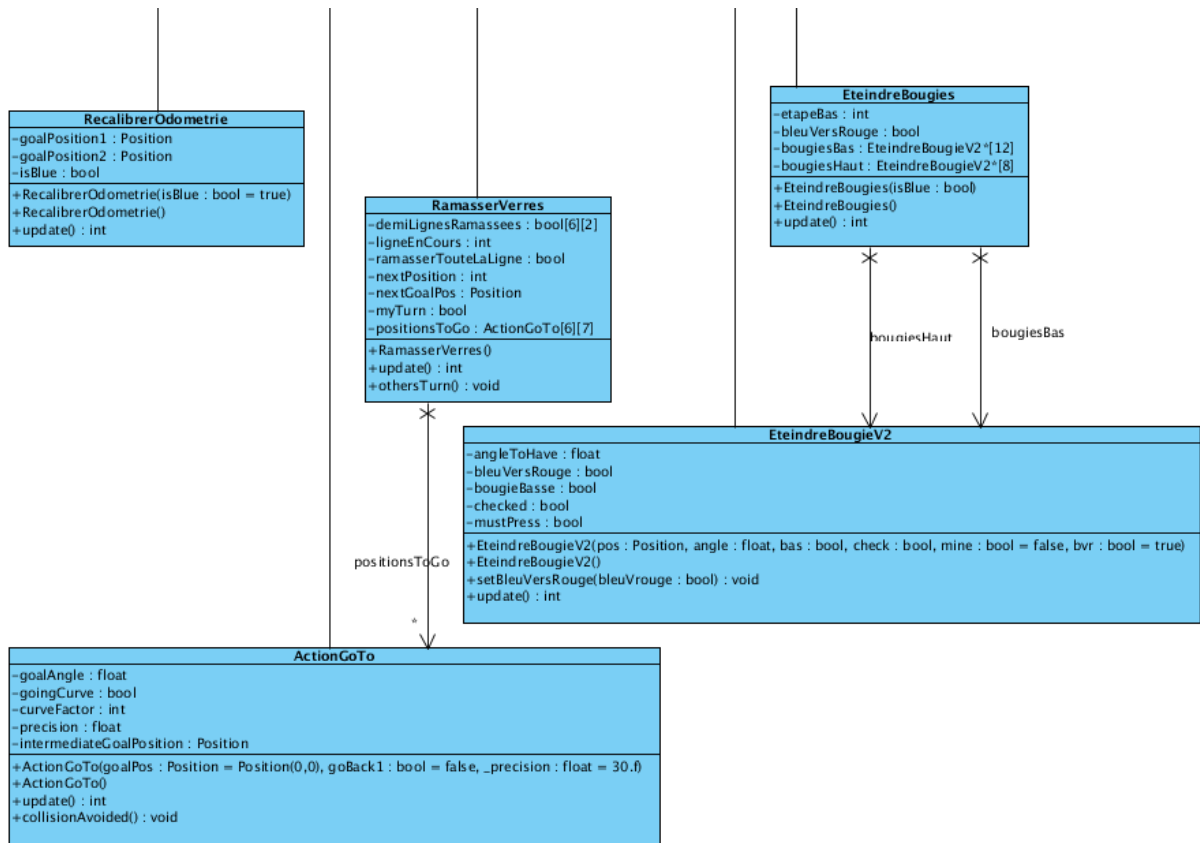 RecalibrerOdometrie
-goalPosition1 : Position
-goalPosition2 : Position
-isBlue : bool
+RecalibrerOdometrie(isBlue : bool = true)
+RecalibrerOdometrie()
+update() : int
EteindreBougies
-etapeBas : int
-bleuVersRouge : bool
-bougiesBas : EteindreBougieV2*[12]
-bougiesHaut : EteindreBougieV2*[8]
+EteindreBougies(isBlue : bool)
+EteindreBougies()
+update() : int
RamasserVerres
-demiLignesRamassees : bool[6][2]
-ligneEnCours : int
-ramasserTouteLaLigne : bool
-nextPosition : int
-nextGoalPos : Position
-myTurn : bool
-positionsToGo : ActionGoTo[6][7]
+RamasserVerres()
+update() : int
+othersTurn() : void
bougiesHaut
bougiesBas
EteindreBougieV2
-angleToHave : float
-bleuVersRouge : bool
-bougieBasse : bool
-checked : bool
-mustPress : bool
+EteindreBougieV2(pos : Position, angle : float, bas : bool, check : bool, mine : bool = false, bvr : bool = true)
+EteindreBougieV2()
+setBleuVersRouge(bleuVrouge : bool) : void
+update() : int
positionsToGo
*
ActionGoTo
-goalAngle : float
-goingCurve : bool
-curveFactor : int
-precision : float
-intermediateGoalPosition : Position
+ActionGoTo(goalPos : Position = Position(0,0), goBack1 : bool = false, _precision : float = 30.f)
+ActionGoTo()
+update() : int
+collisionAvoided() : void